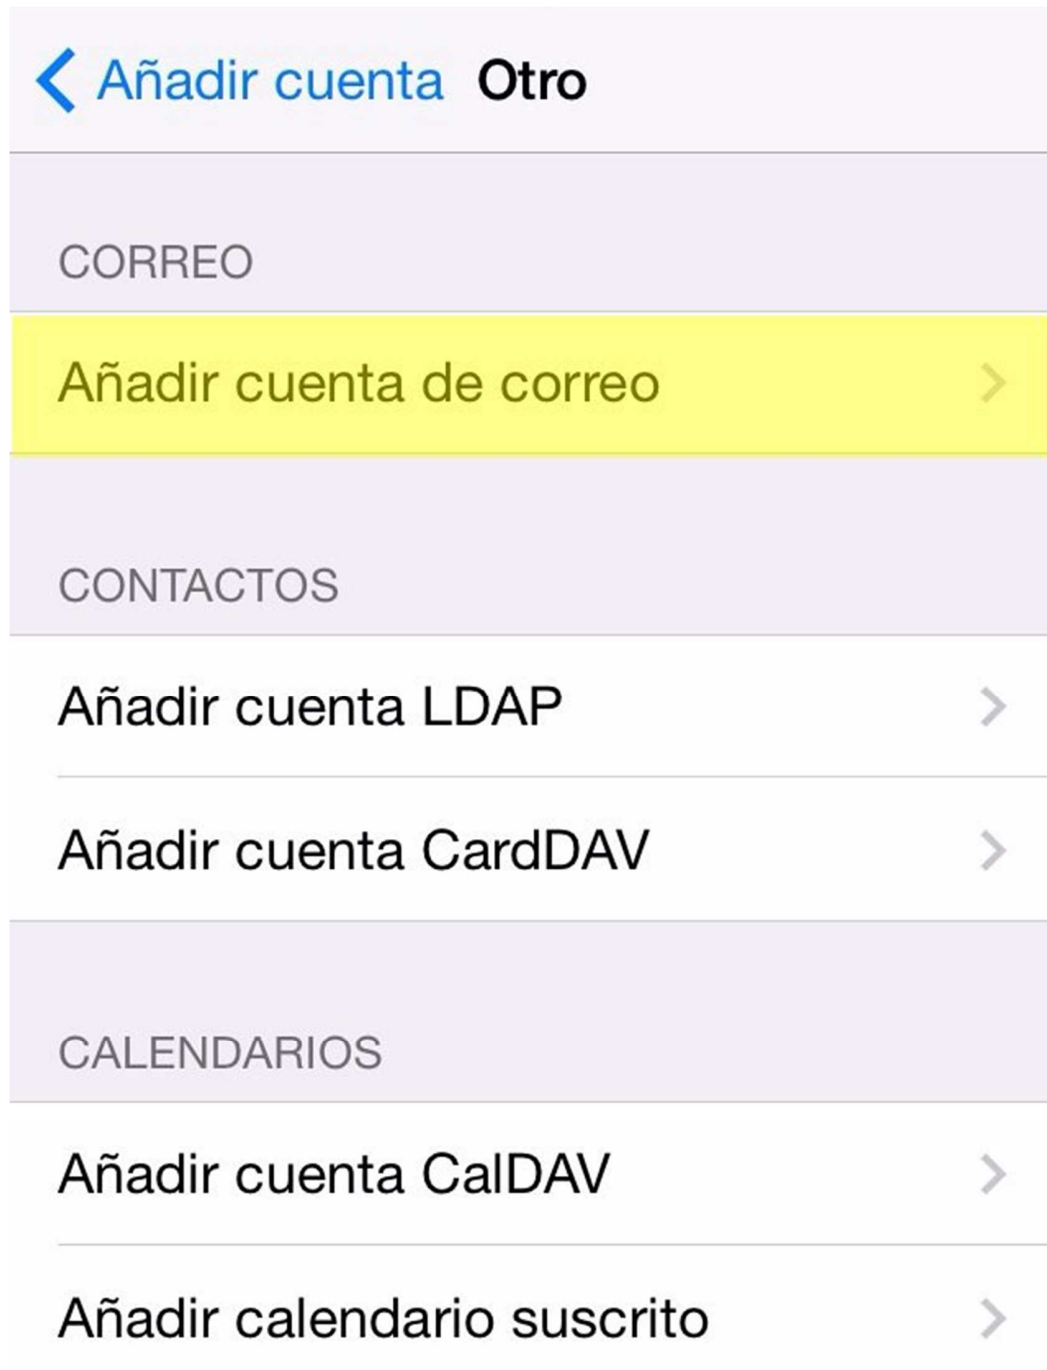 Añadir cuenta Otro
CORREO
Añadir cuenta de correo
CONTACTOS
Añadir cuenta LDAP
Añadir cuenta CardDAV
CALENDARIOS
Añadir cuenta CalDAV
Añadir calendario suscrito